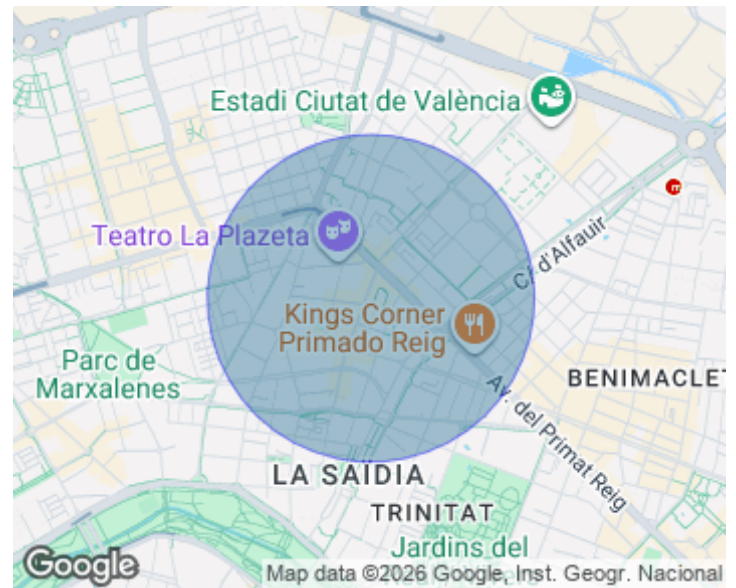 Estadi Ciutat de València
Teatro La Plazeta
C/ d'Alfauir
Kings Corner
Primado Reig
Parc de
Marxalenes
BENIMACLET
Av. del Primat Reig
LA SAÏDIA
TRINITAT
Jardins del
Google
Map data ©2026 Google, Inst. Geogr. Nacional